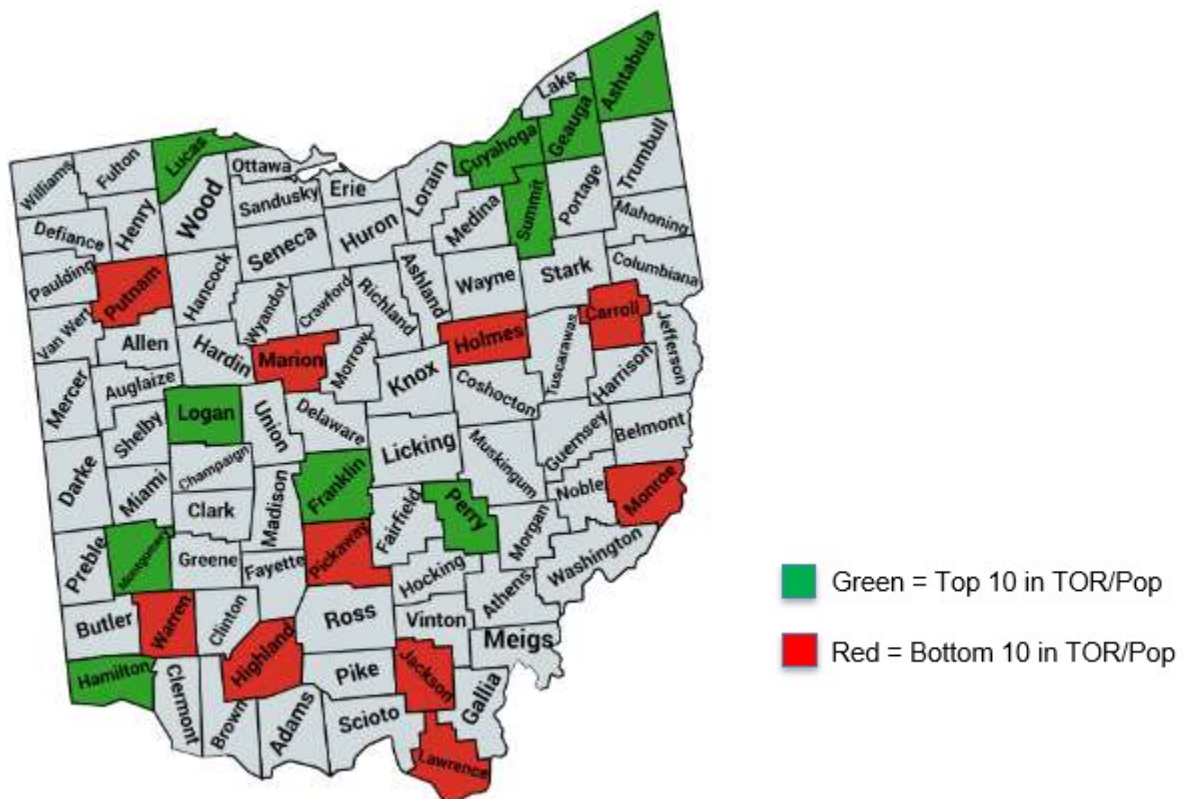 Ashtabula
Lake
Geauga
Cuyahoga
Lucas
Fulton
Williams
Ottawa
Trumbull
Erie
Lorain
Sandusky
Wood
Henry
Portage
Summit
Medina
Mahoning
Defiance
Huron
Seneca
Columbiana
Stark
Wayne
Ashland
Paulding
Putnam
Hancock
Richland
Crawford
Wyandot
Carroll
Holmes
Van Wert
Allen
Hardin
Marion
Morrow
Jefferson
Tuscarawas
Harrison
Knox
Coshocton
Mercer
Auglaize
Logan
Union
Delaware
Shelby
Belmont
Guernsey
Licking
Muskingum
Champaign
Darke
Miami
Franklin
Madison
Noble
Monroe
Clark
Perry
Fairfield
Morgan
Washington
Preble
Montgomery
Greene
Fayette
Pickaway
Hocking
Athens
Green = Top 10 in TOR/Pop
Butler
Warren
Clinton
Ross
Vinton
Meigs
Highland
Red = Bottom 10 in TOR/Pop
Hamilton
Clermont
Pike
Jackson
Gallia
Brown
Adams
Scioto
Lawrence